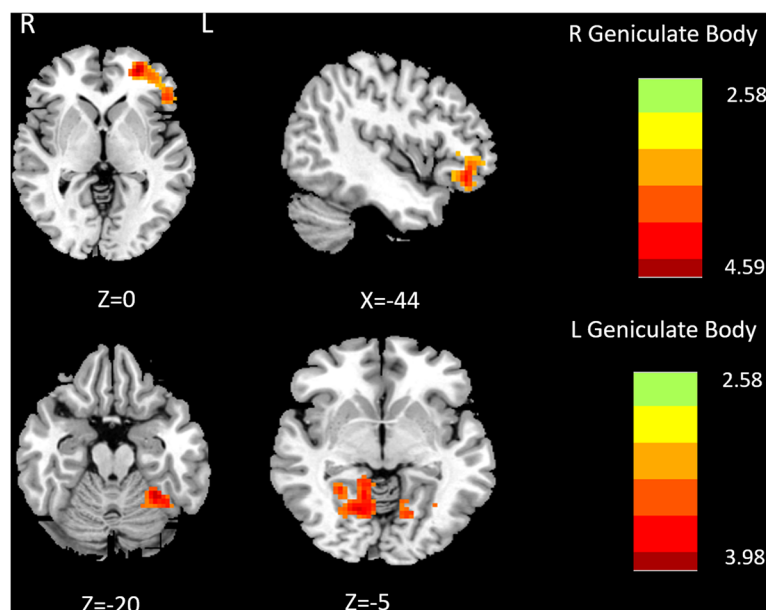 R
L
R Geniculate Body
2.58
4.59
Z=0
X=-44
L Geniculate Body
2.58
3.98
Z=-20
Z=-5